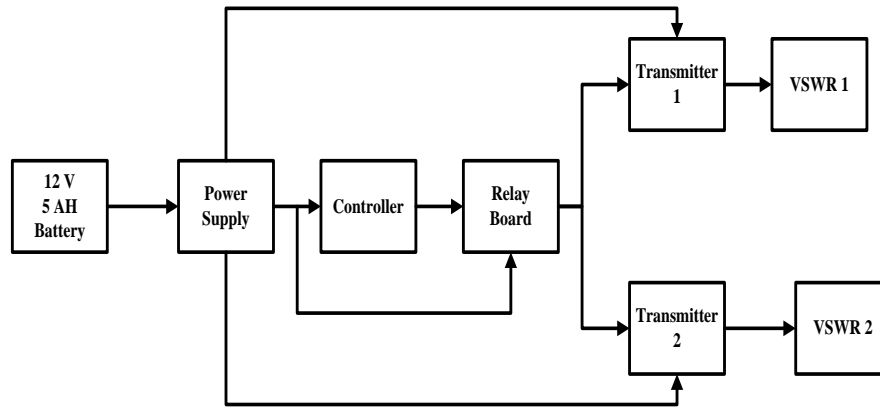 Transmitter
1
VSWR 1
12 V
5 AH
Battery
Power
Supply
Controller
Relay
Board
Transmitter
2
VSWR 2